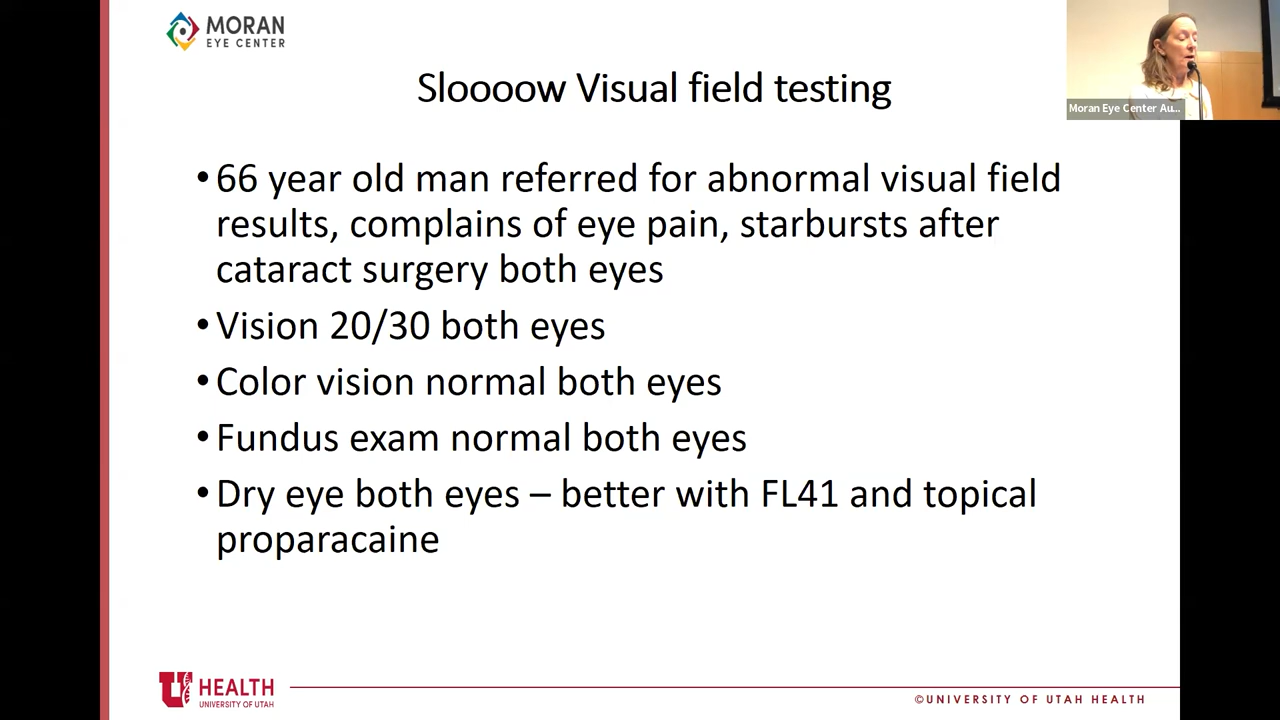 MORAN
EYE CENTER
Moran Eye Center Au...
Sloooow Visual field testing
•66 year old man referred for abnormal visual field
results, complains of eye pain, starbursts after
cataract surgery both eyes
•Vision 20/30 both eyes
•Color vision normal both eyes
•Fundus exam normal both eyes
•Dry eye both eyes – better with FL41 and topical
proparacaine
U HEALTH
UNIVERSITY OF UTAH
©UNIVERSITY OF UTAH HEALTH